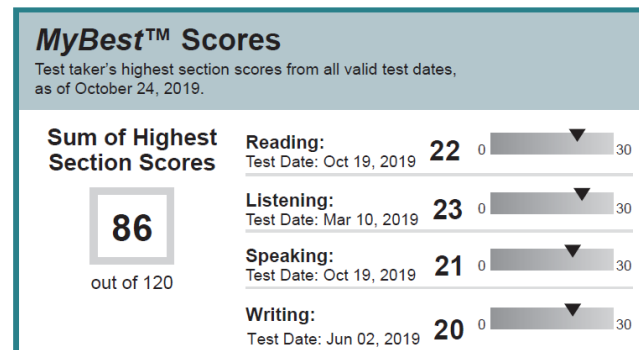 MyBest™ Scores
Test taker's highest section scores from all valid test dates,
as of October 24, 2019.
Sum of Highest
Section Scores
86
out of 120
Reading:
Test Date: Oct 19, 2019 22 0 30
Listening:
Test Date: Mar 10, 2019 23 0 30
Speaking:
Test Date: Oct 19, 2019 21 0 30
Writing:
Test Date: Jun 02, 2019 20 0 30